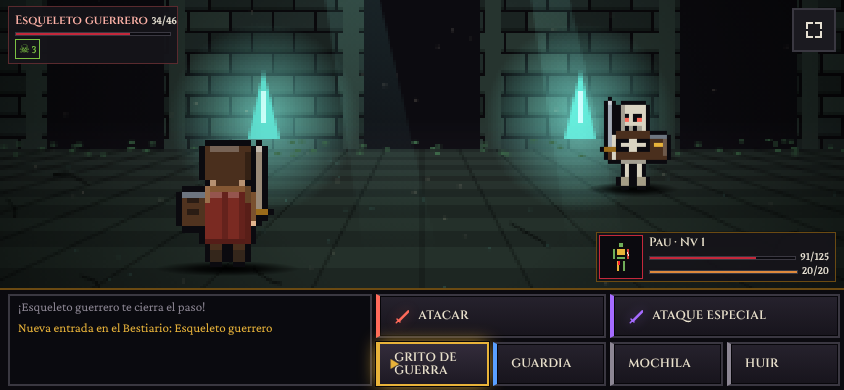 Esqueleto guerrero 34/46
3
Pau · Nv 1
91/125
20/20
¡Esqueleto guerrero te cierra el paso!
Nueva entrada en el Bestiario: Esqueleto guerrero
ATACAR
ATAQUE ESPECIAL
GRITO DE
GUERRA
GUARDIA
MOCHILA
HUIR